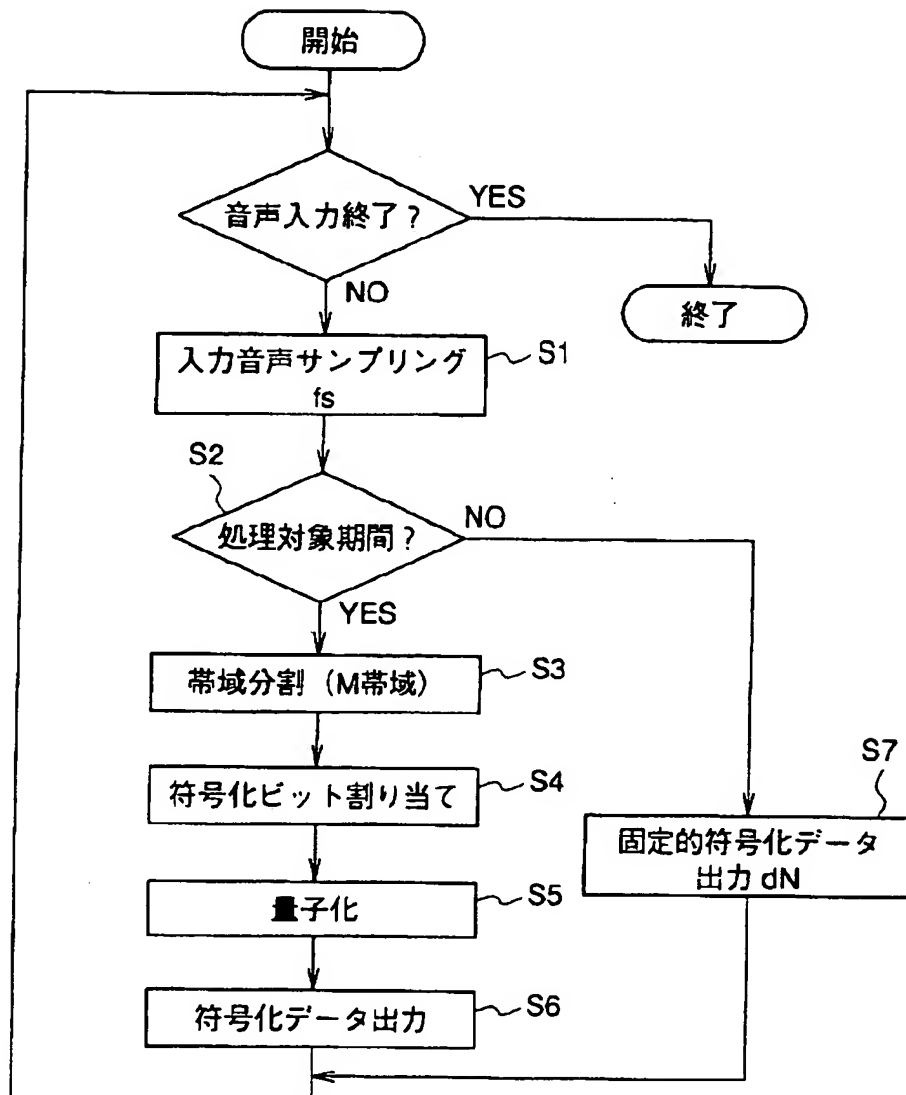 開始
音声入力終了?
YES
NO
終了
入力音声サンプリング
fs
S1
S2
処理対象期間?
NO
YES
帯域分割 (M帯域)
S3
符号化ビット割り当て
S4
S7
固定的符号化データ
出力 dN
量子化
S5
符号化データ出力
S6